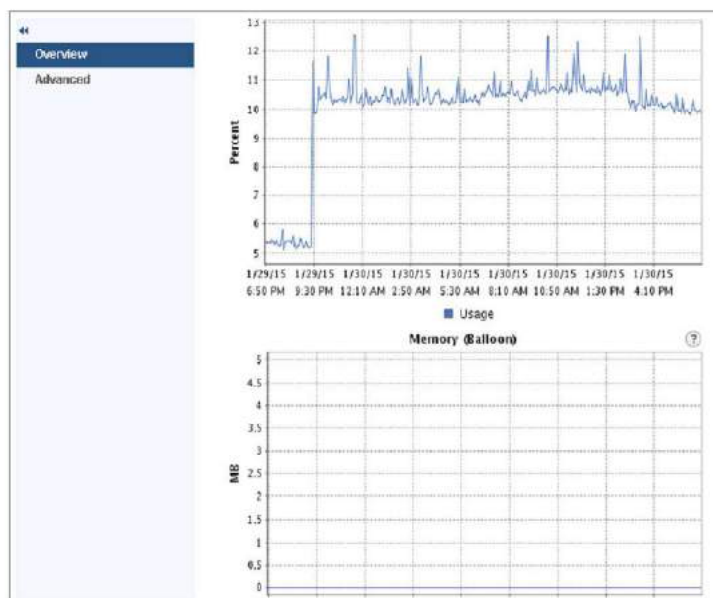 Overview
Advanced
13
12
11
10
9
8
7
6
5
Percent
1/29/15 1/29/15 1/30/15 1/30/15 1/30/15 1/30/15 1/30/15 1/30/15 1/30/15
6:50 PM 9:30 PM 12:10 AM 2:50 AM 5:30 AM 8:10 AM 10:50 AM 1:30 PM 4:10 PM
Usage
Memory (Balloon)
?
5
4.5
4
3.5
3
2.5
2
1.5
1
0.5
0
MB